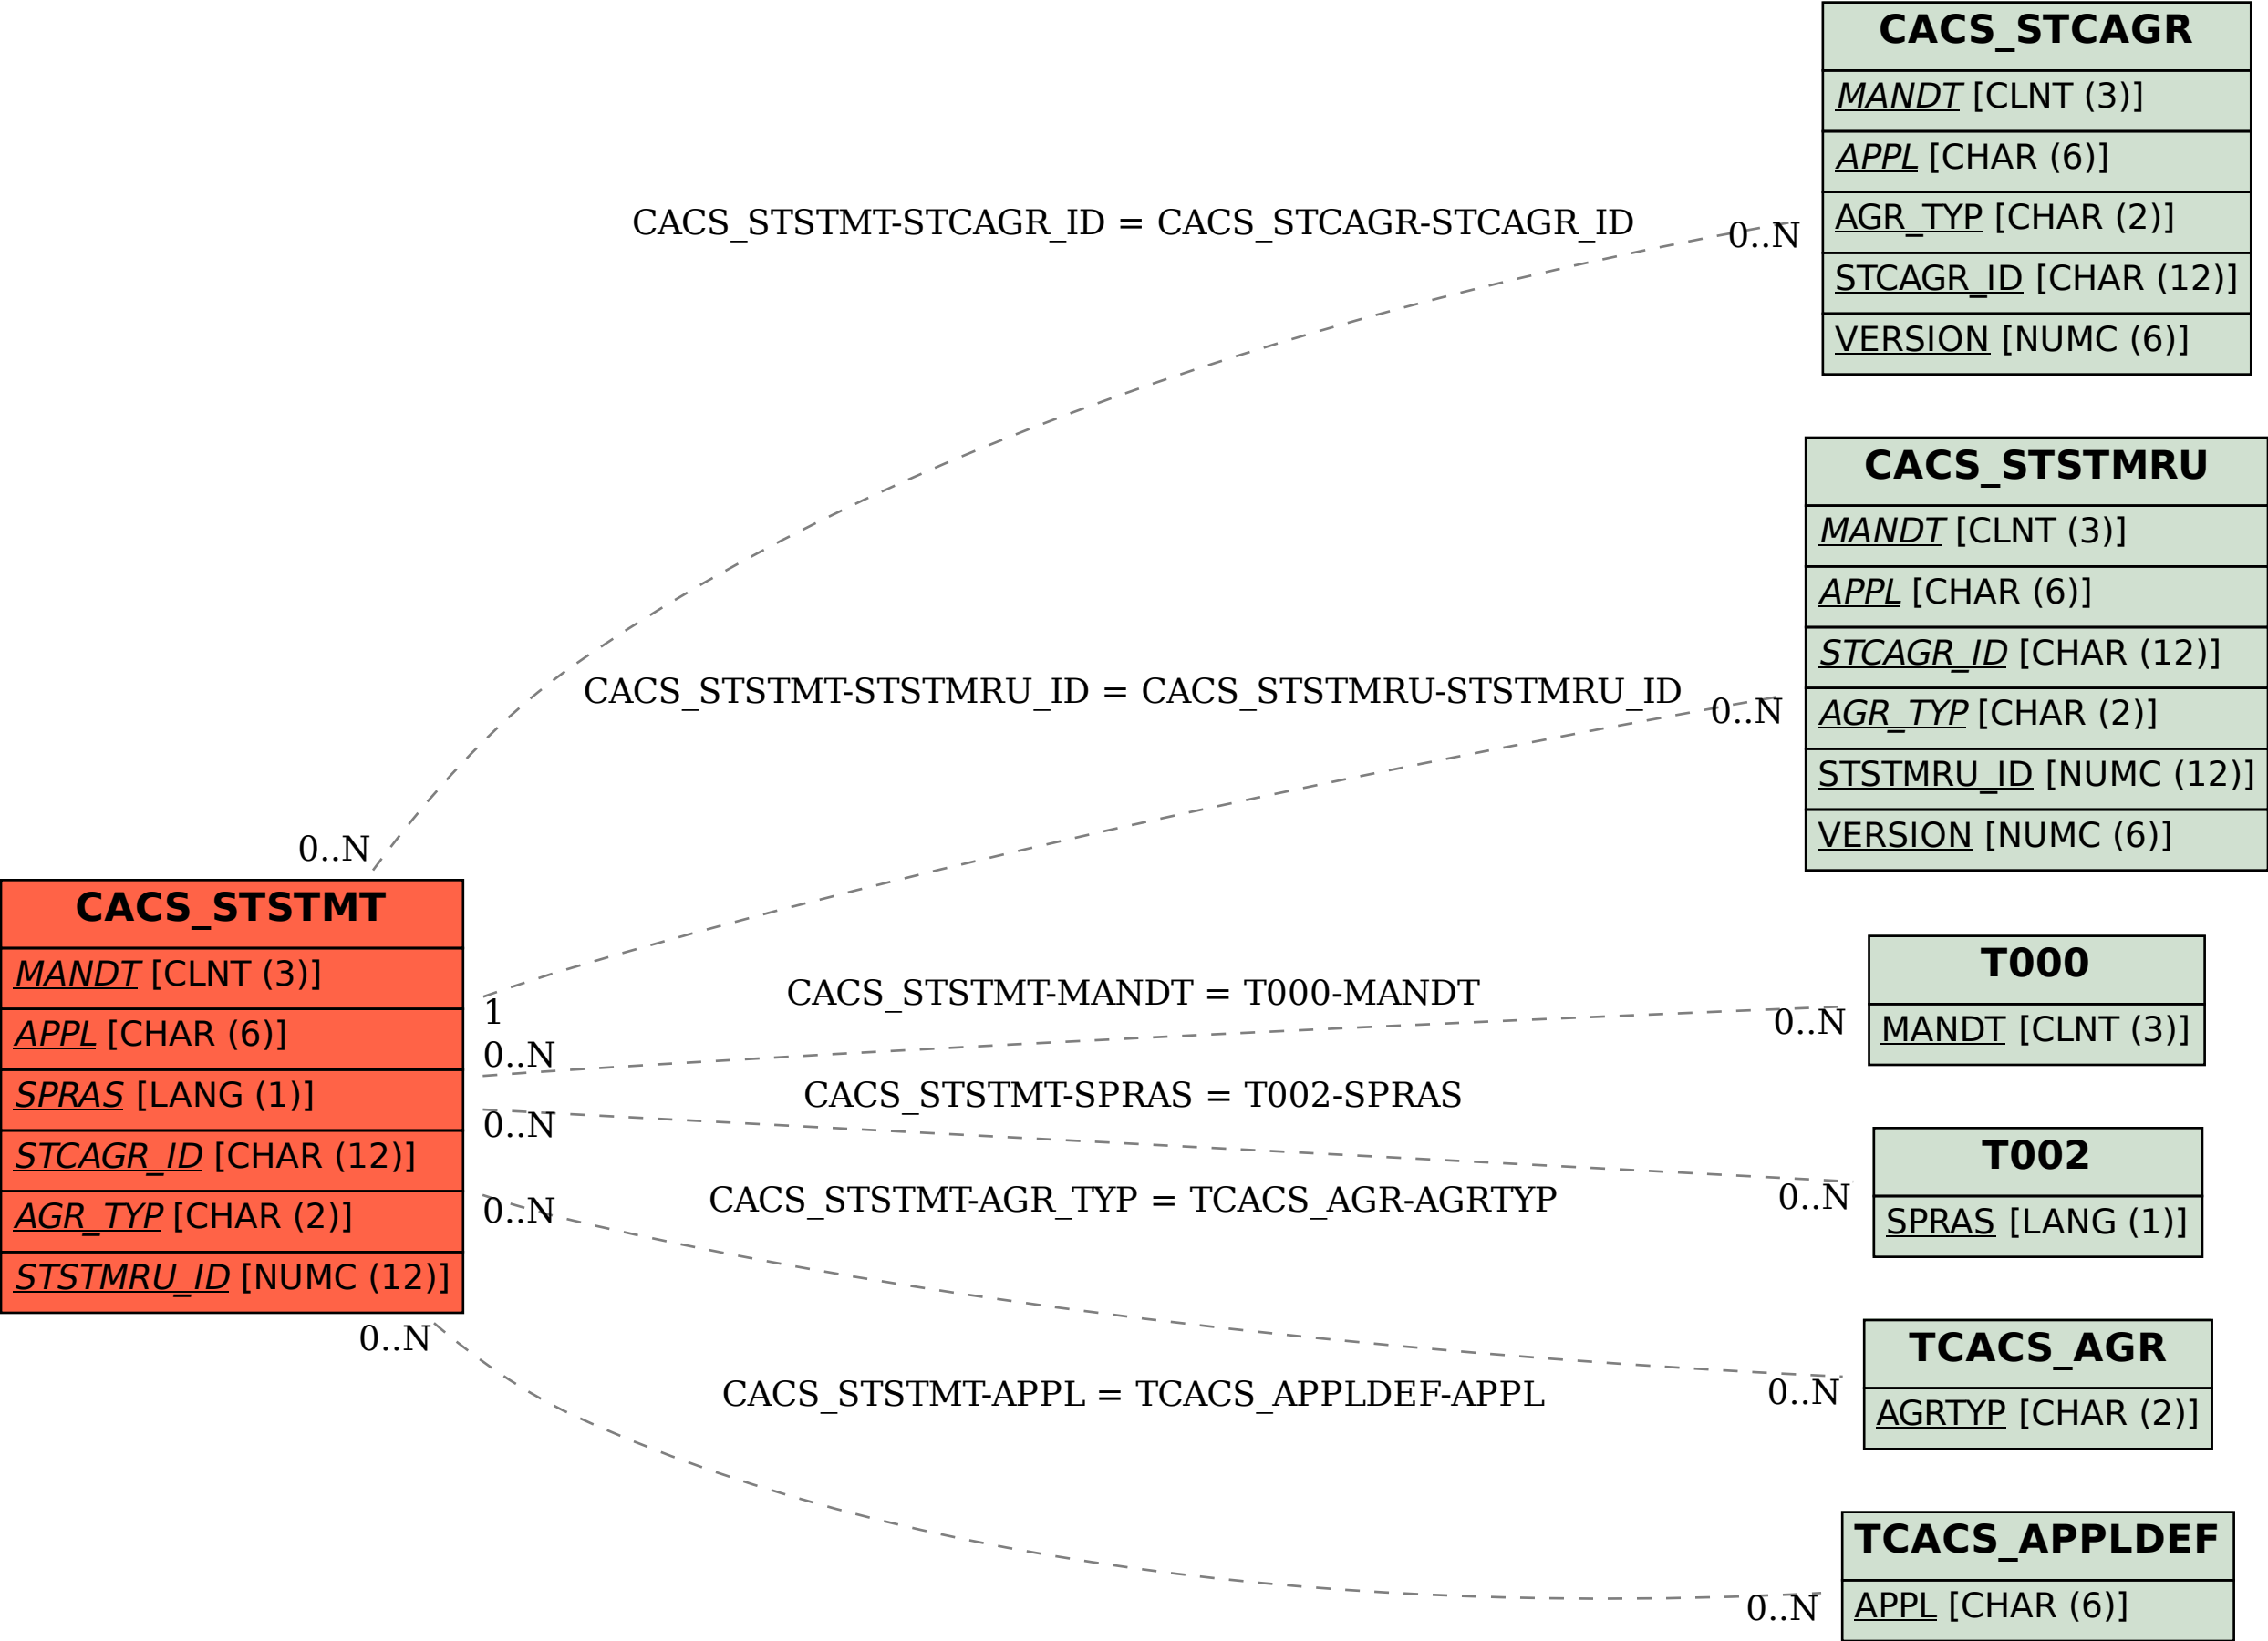 CACS_STCAGR
MANDT [CLNT (3)]
APPL [CHAR (6)]
AGR_TYP [CHAR (2)]
STCAGR_ID [CHAR (12)]
VERSION [NUMC (6)]
CACS_STSTMT-STCAGR_ID = CACS_STCAGR-STCAGR_ID
0..N
0..N
CACS_STSTMRU
MANDT [CLNT (3)]
APPL [CHAR (6)]
STCAGR_ID [CHAR (12)]
AGR_TYP [CHAR (2)]
STSTMRU_ID [NUMC (12)]
VERSION [NUMC (6)]
CACS_STSTMT-STSTMRU_ID = CACS_STSTMRU-STSTMRU_ID
0..N
1
CACS_STSTMT
MANDT [CLNT (3)]
APPL [CHAR (6)]
SPRAS [LANG (1)]
STCAGR_ID [CHAR (12)]
AGR_TYP [CHAR (2)]
STSTMRU_ID [NUMC (12)]
CACS_STSTMT-MANDT = T000-MANDT
0..N
0..N
T000
MANDT [CLNT (3)]
CACS_STSTMT-SPRAS = T002-SPRAS
0..N
0..N
T002
SPRAS [LANG (1)]
CACS_STSTMT-AGR_TYP = TCACS_AGR-AGRTYP
0..N
0..N
TCACS_AGR
AGRTYP [CHAR (2)]
CACS_STSTMT-APPL = TCACS_APPLDEF-APPL
0..N
0..N
TCACS_APPLDEF
APPL [CHAR (6)]